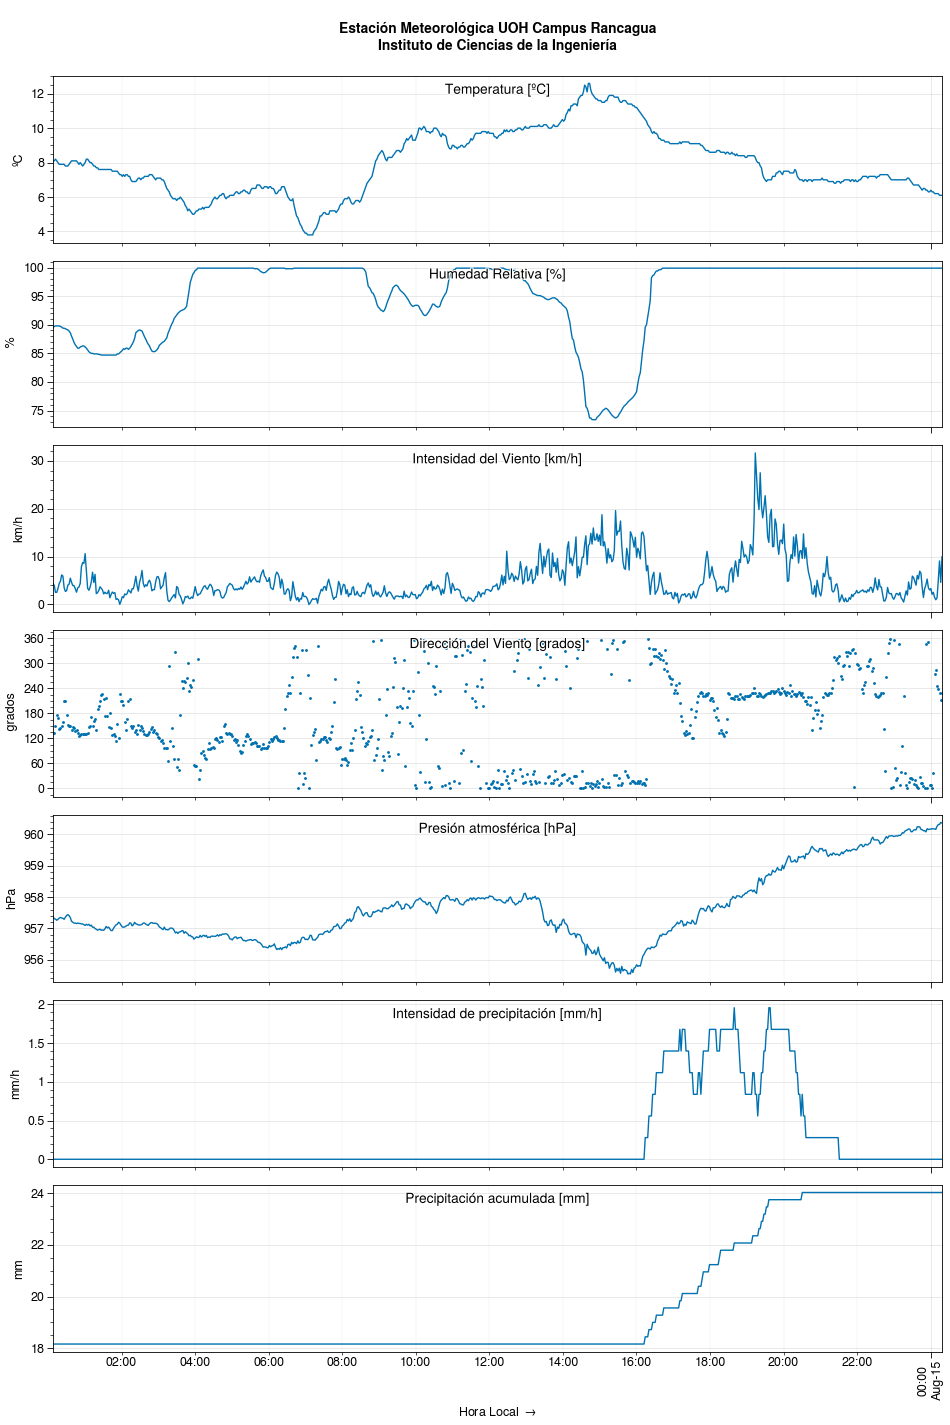 Estación Meteorológica UOH Campus Rancagua
Instituto de Ciencias de la Ingeniería
Temperatura [ºC]
ºC
12
10
8
6
4
Humedad Relativa [%]
%
100
95
90
85
80
75
Intensidad del Viento [km/h]
km/h
30
20
10
0
Dirección del Viento [grados]
grados
360
300
240
180
120
60
0
Presión atmosférica [hPa]
hPa
960
959
958
957
956
Intensidad de precipitación [mm/h]
mm/h
2
1.5
1
0.5
0
Precipitación acumulada [mm]
mm
24
22
20
18
02:00 04:00 06:00 08:00 10:00 12:00 14:00 16:00 18:00 20:00 22:00 00:00
Aug-15
Hora Local →